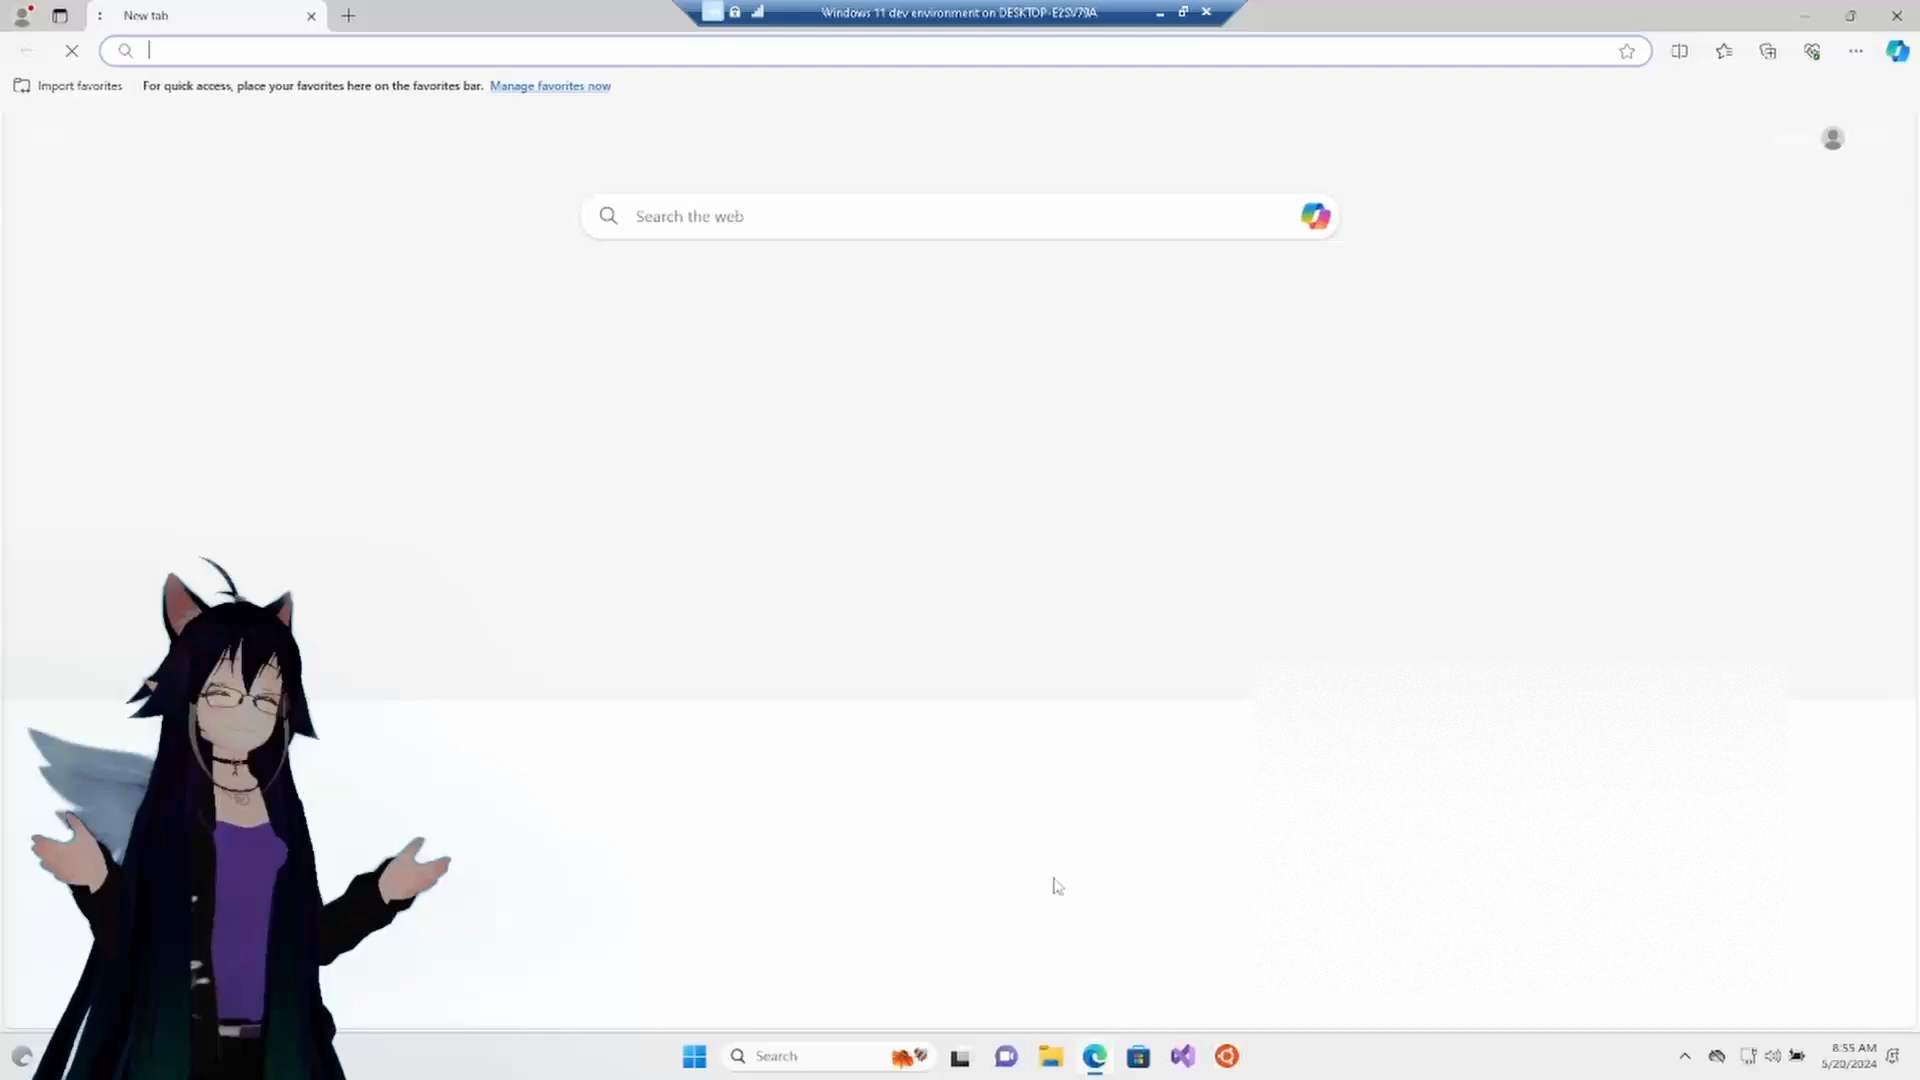 New tab
Windows 11 dev environment on DESKTOP-E2SV79A
Import favorites
For quick access, place your favorites here on the favorites bar. Manage favorites now
Search the web
Search
8:55 AM
5/20/2024